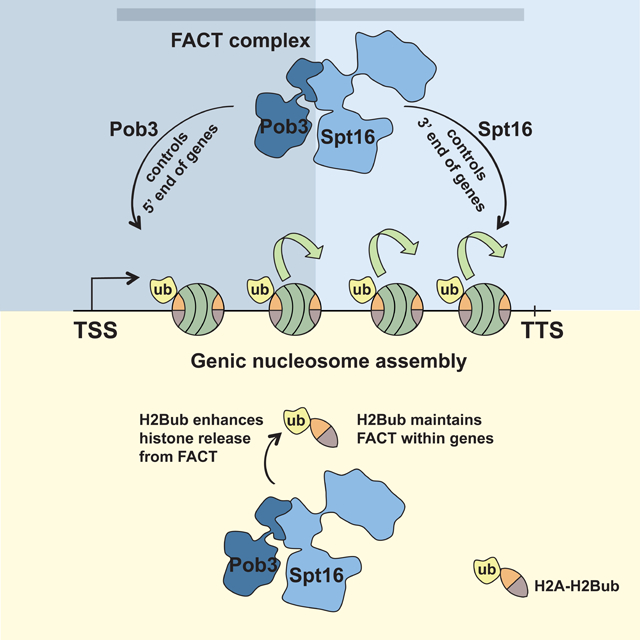 FACT complex
Pob3
controls
5' end of genes
Pob3
Spt16
controls
3' end of genes
Spt16
ub
ub
ub
ub
TSS
TTS
Genic nucleosome assembly
H2Bub enhances
histone release
from FACT
ub
H2Bub maintains
FACT within genes
Pob3
Spt16
ub
H2A-H2Bub